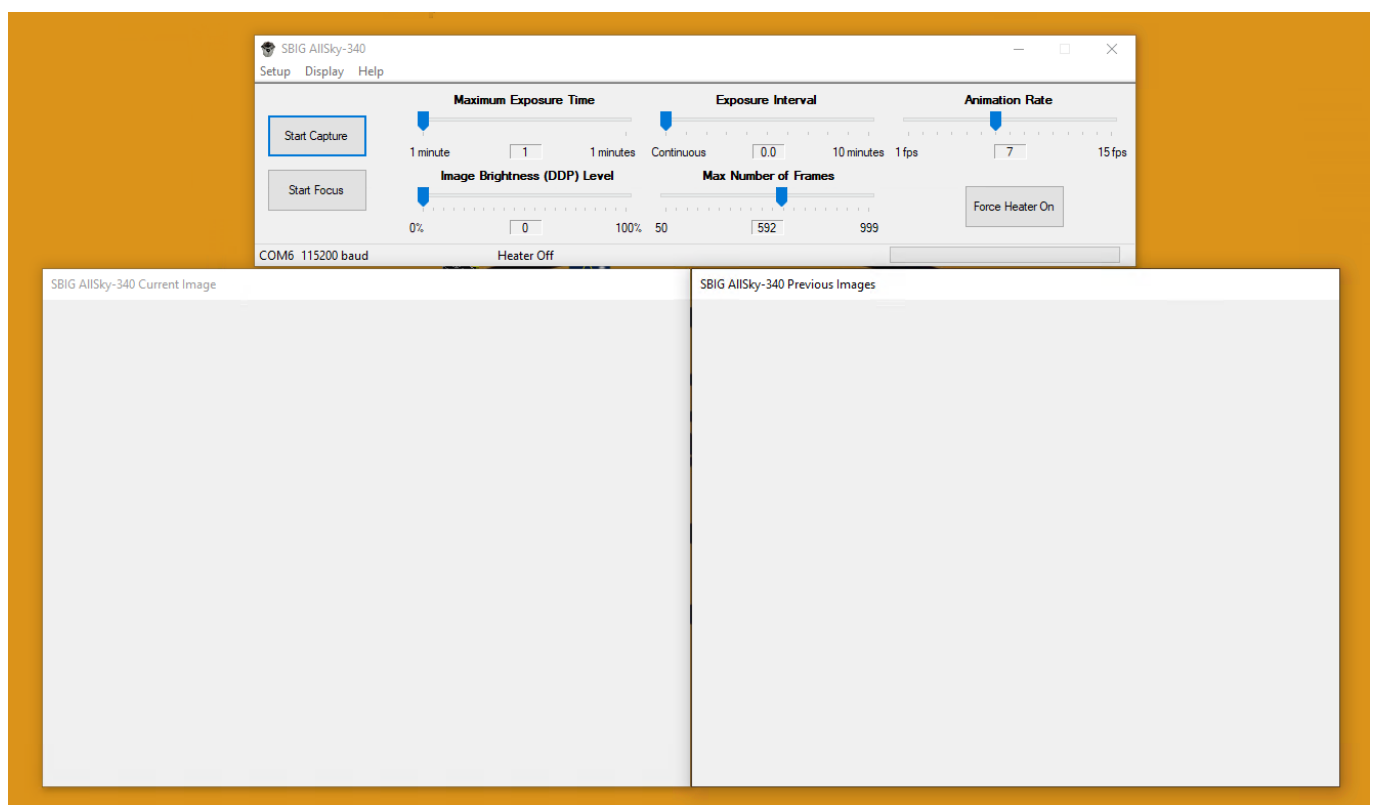 SBIG AllSky-340
Setup Display Help
Maximum Exposure Time Exposure Interval Animation Rate
Start Capture
1 minute 1 1 minutes Continuous 0.0 10 minutes 1 fps 7 15 fps
Image Brightness (DDP) Level Max Number of Frames
Start Focus
Force Heater On
0% 0 100% 50 592 999
COM6 115200 baud Heater Off
SBIG AllSky-340 Current Image SBIG AllSky-340 Previous Images